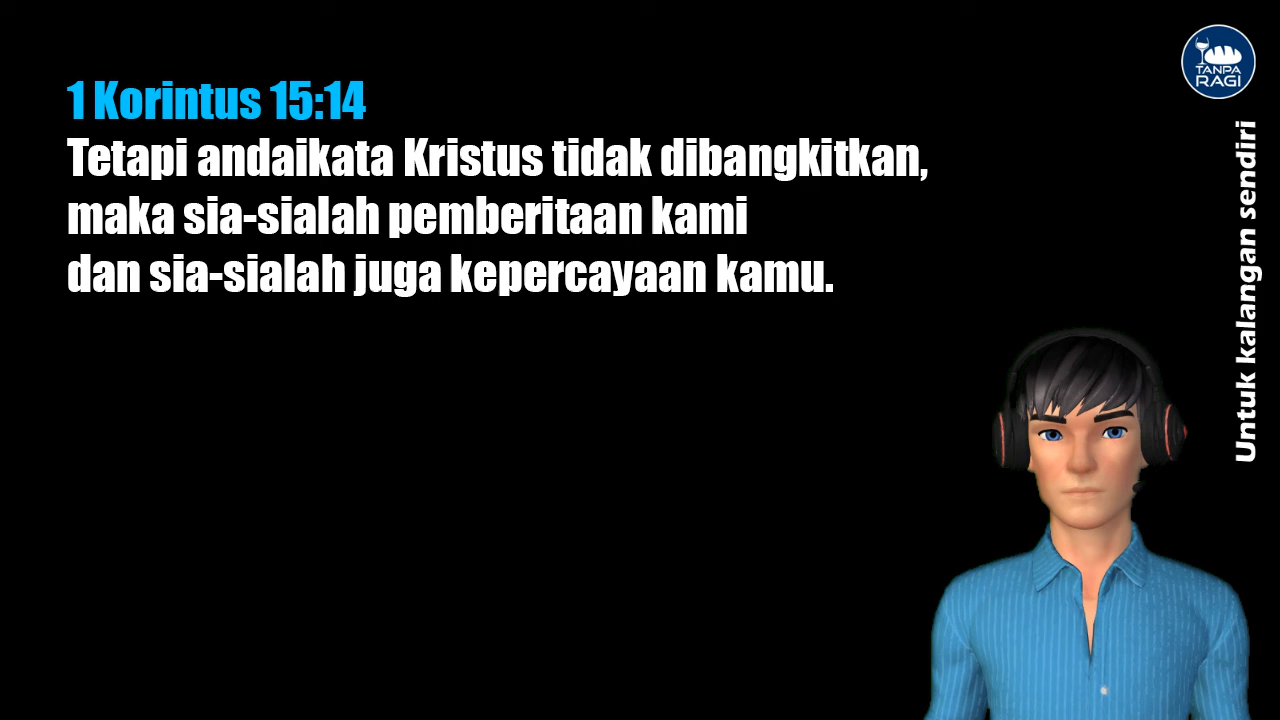 1 Korintus 15:14
Tetapi andaikata Kristus tidak dibangkitkan,
maka sia-sialah pemberitaan kami
dan sia-sialah juga kepercayaan kamu.
TANPA
RAGI
Untuk kalangan sendiri